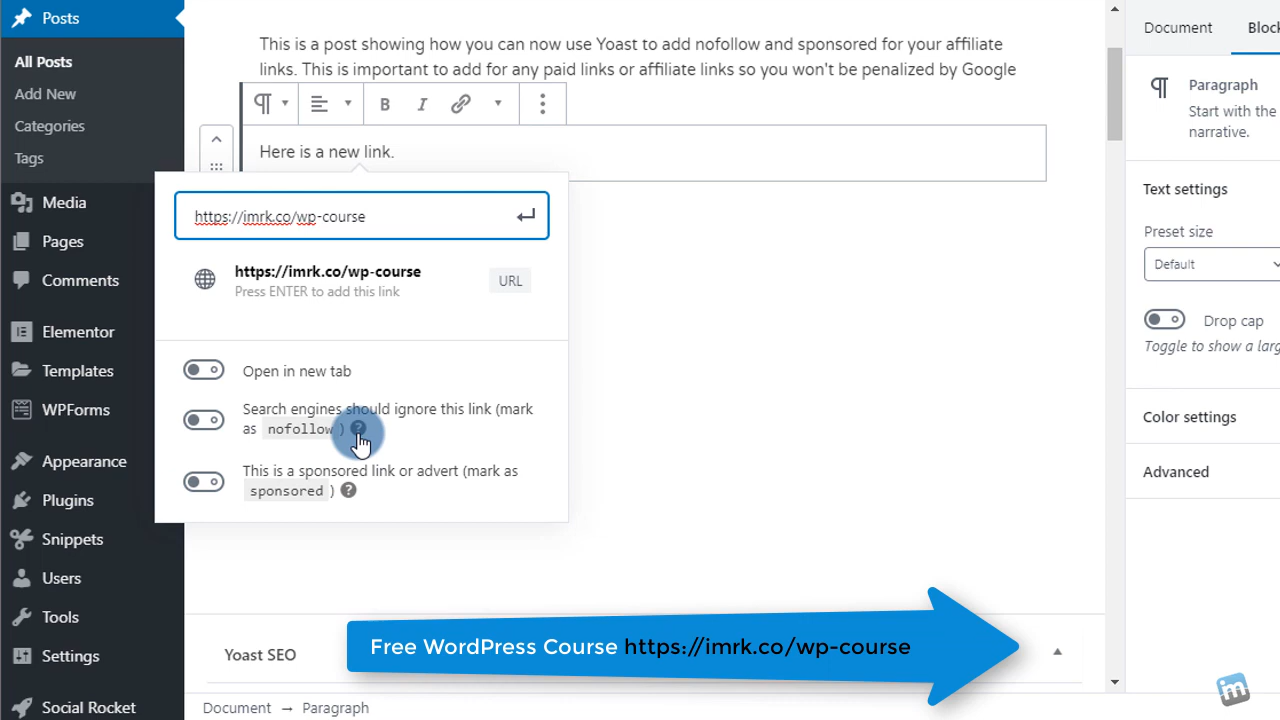 Posts
All Posts
Add New
Categories
Tags
Media
Pages
Comments
Elementor
Templates
WPForms
Appearance
Plugins
Snippets
Users
Tools
Settings
Social Rocket
This is a post showing how you can now use Yoast to add nofollow and sponsored for your affiliate
links. This is important to add for any paid links or affiliate links so you won't be penalized by Google
B I
Here is a new link.
https://imrk.co/wp-course
https://imrk.co/wp-course
Press ENTER to add this link
URL
Open in new tab
Search engines should ignore this link (mark
as nofollow ) ?
This is a sponsored link or advert (mark as
sponsored ) ?
Yoast SEO
Free WordPress Course https://imrk.co/wp-course
Document → Paragraph
Document Block
Paragraph
Start with the
narrative.
Text settings
Preset size
Default
Drop cap
Toggle to show a larg
Color settings
Advanced
im